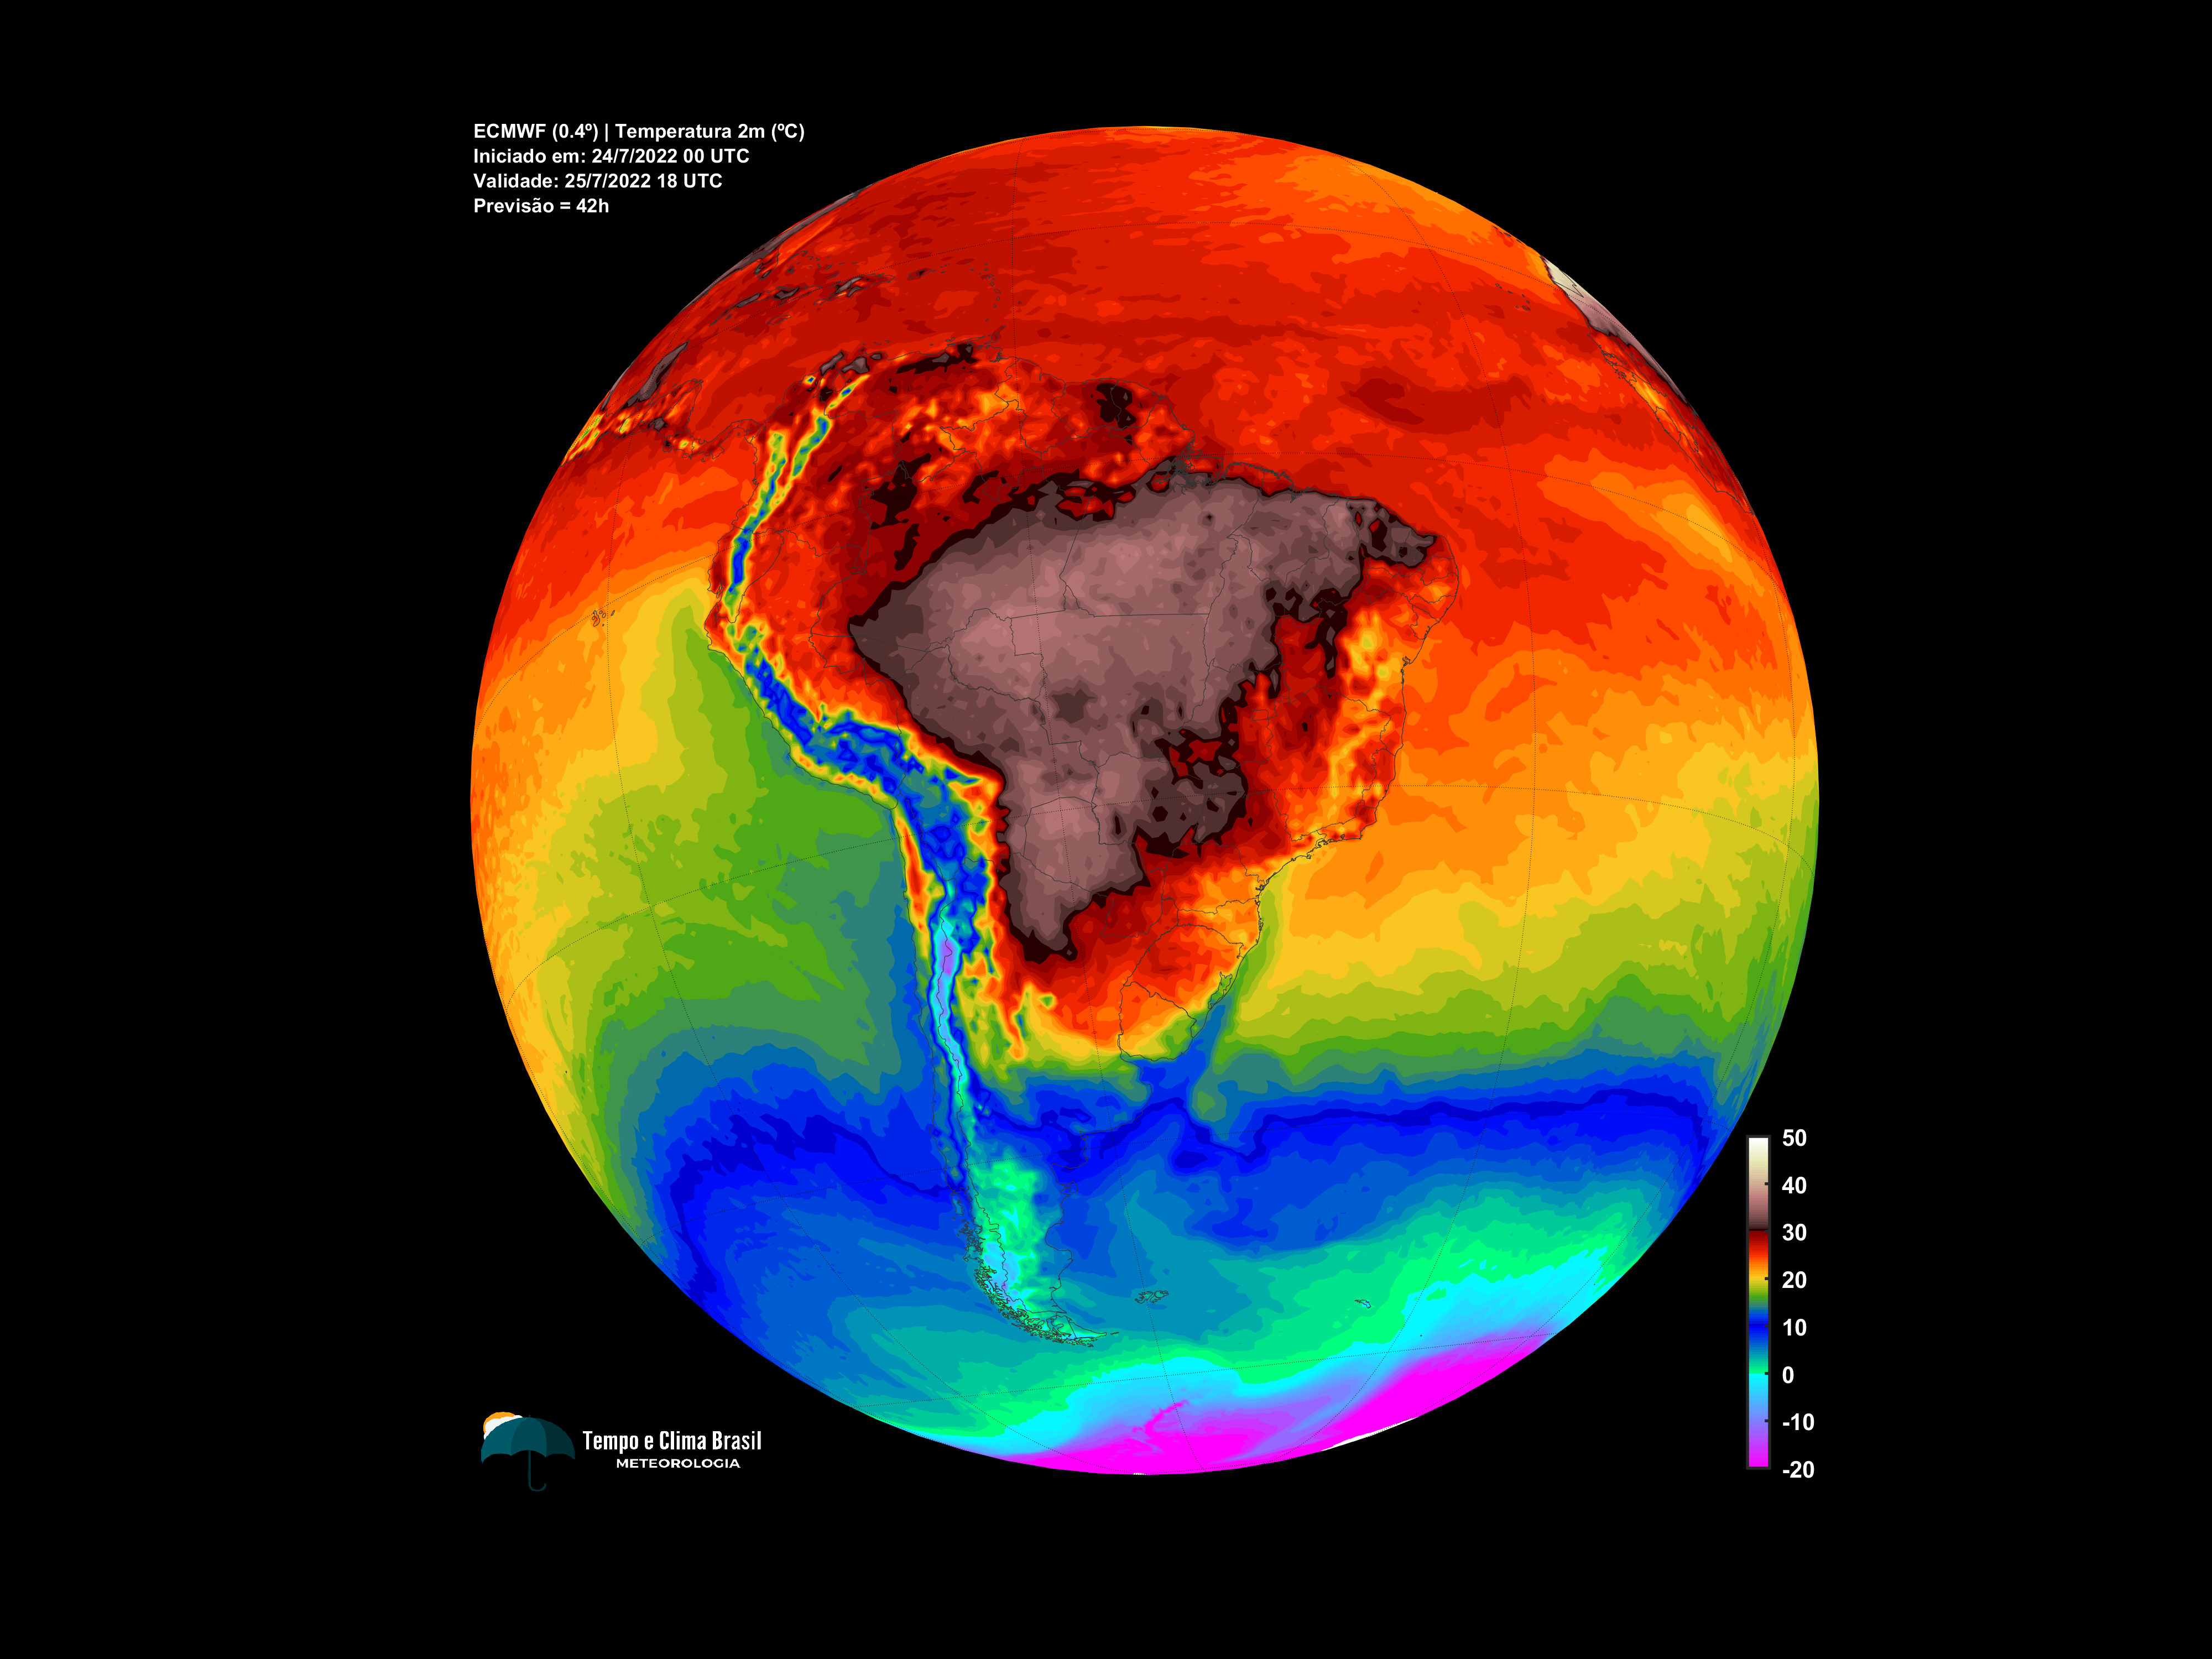 ECMWF (0.4º) | Temperatura 2m (ºC)
Iniciado em: 24/7/2022 00 UTC
Validade: 25/7/2022 18 UTC
Previsão = 42h
50
40
30
20
10
0
-10
-20
Tempo e Clima Brasil
METEOROLOGIA